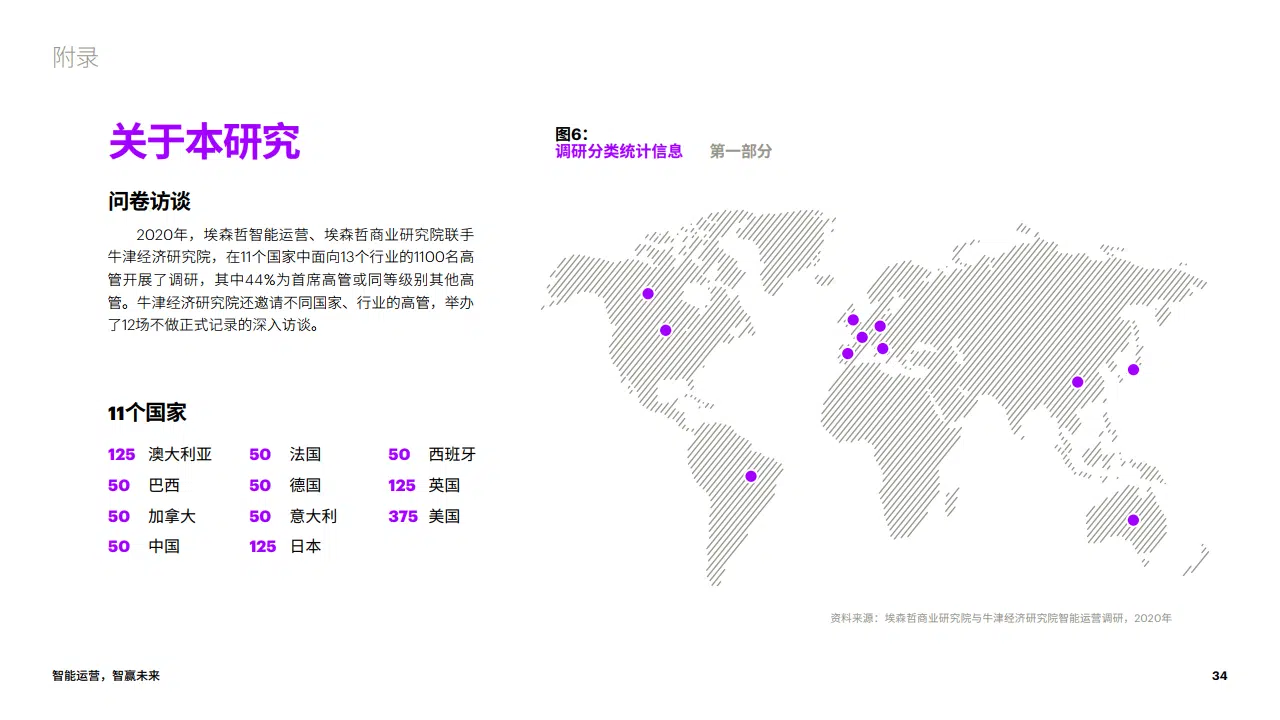 附录
关于本研究
问卷访谈
2020年，埃森哲智能运营、埃森哲商业研究院联手
牛津经济研究院，在11个国家中面向13个行业的1100名高
管开展了调研，其中44%为首席高管或同等级别其他高
管。牛津经济研究院还邀请不同国家、行业的高管，举办
了12场不做正式记录的深入访谈。
11个国家
125 澳大利亚 50 法国 50 西班牙
50 巴西 50 德国 125 英国
50 加拿大 50 意大利 375 美国
50 中国 125 日本
图6：
调研分类统计信息 第一部分
资料来源：埃森哲商业研究院与牛津经济研究院智能运营调研，2020年
智能运营，智赢未来
34